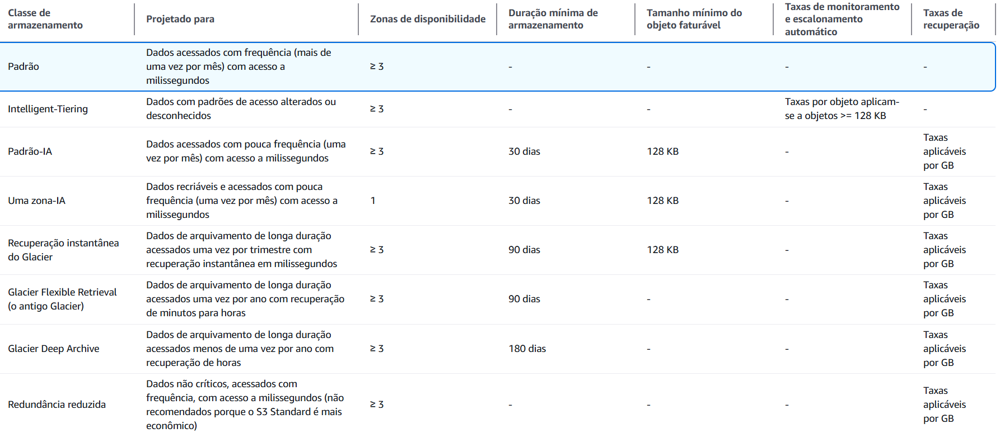 Classe de
armazenamento
Projetado para
Zonas de disponibilidade
Duração mínima de
armazenamento
Tamanho mínimo do
objeto faturável
Taxas de monitoramento
e escalonamento
automático
Taxas de
recuperação
Padrão
Dados acessados com frequência (mais de
uma vez por mês) com acesso a
milissegundos
≥ 3
-
-
-
-
Intelligent-Tiering
Dados com padrões de acesso alterados ou
desconhecidos
≥ 3
-
-
Taxas por objeto aplicam-
se a objetos >= 128 KB
-
Padrão-IA
Dados acessados com pouca frequência (uma
vez por mês) com acesso a milissegundos
≥ 3
30 dias
128 KB
-
Taxas
aplicáveis
por GB
Uma zona-IA
Dados recriáveis e acessados com pouca
frequência (uma vez por mês) com acesso a
milissegundos
1
30 dias
128 KB
-
Taxas
aplicáveis
por GB
Recuperação instantânea
do Glacier
Dados de arquivamento de longa duração
acessados uma vez por trimestre com
recuperação instantânea em milissegundos
≥ 3
90 dias
128 KB
-
Taxas
aplicáveis
por GB
Glacier Flexible Retrieval
(o antigo Glacier)
Dados de arquivamento de longa duração
acessados uma vez por ano com recuperação
de minutos para horas
≥ 3
90 dias
-
-
Taxas
aplicáveis
por GB
Glacier Deep Archive
Dados de arquivamento de longa duração
acessados menos de uma vez por ano com
recuperação de horas
≥ 3
180 dias
-
-
Taxas
aplicáveis
por GB
Redundância reduzida
Dados não críticos, acessados com
frequência, com acesso a milissegundos (não
recomendados porque o S3 Standard é mais
econômico)
≥ 3
-
-
-
Taxas
aplicáveis
por GB